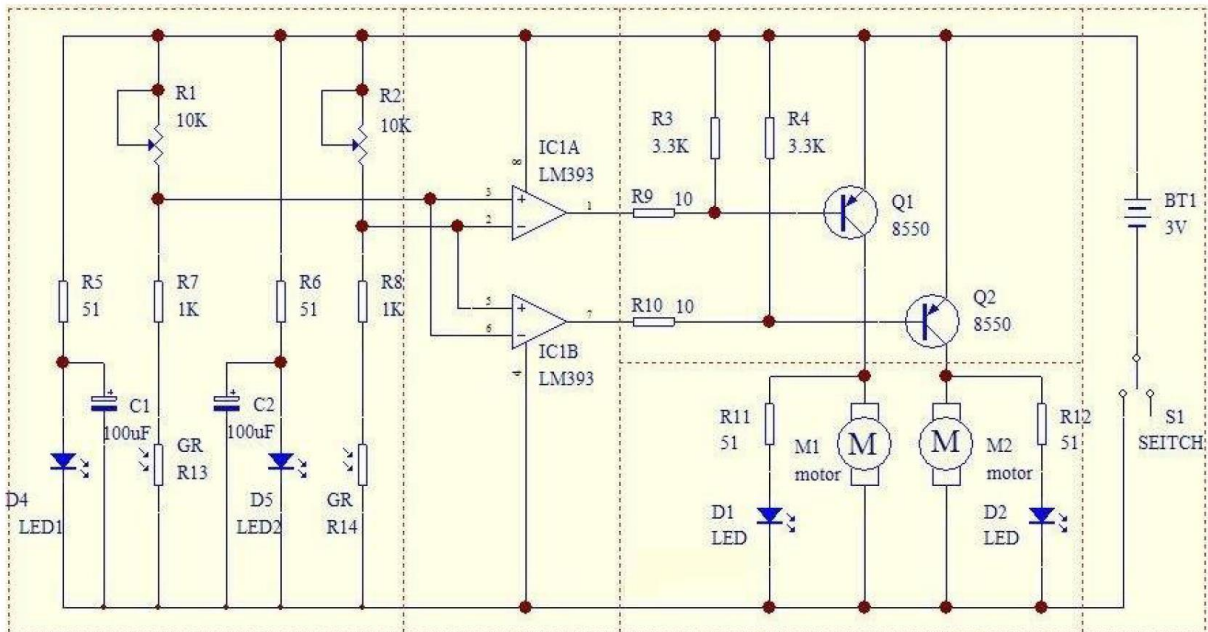 R1
10K
R2
10K
R3
3.3K
R4
3.3K
8
IC1A
LM393
3
2
1
R9 10
Q1
8550
BT1
3V
R5
51
R7
1K
R6
51
R8
1K
5
6
7
R10 10
Q2
8550
IC1B
LM393
4
C1
100uF
C2
100uF
GR
R13
D4
LED1
D5
LED2
GR
R14
R11
51
M1
motor
M
M
M2
motor
R12
51
S1
SEITCH
D1
LED
D2
LED
+
-
+
-
+
+